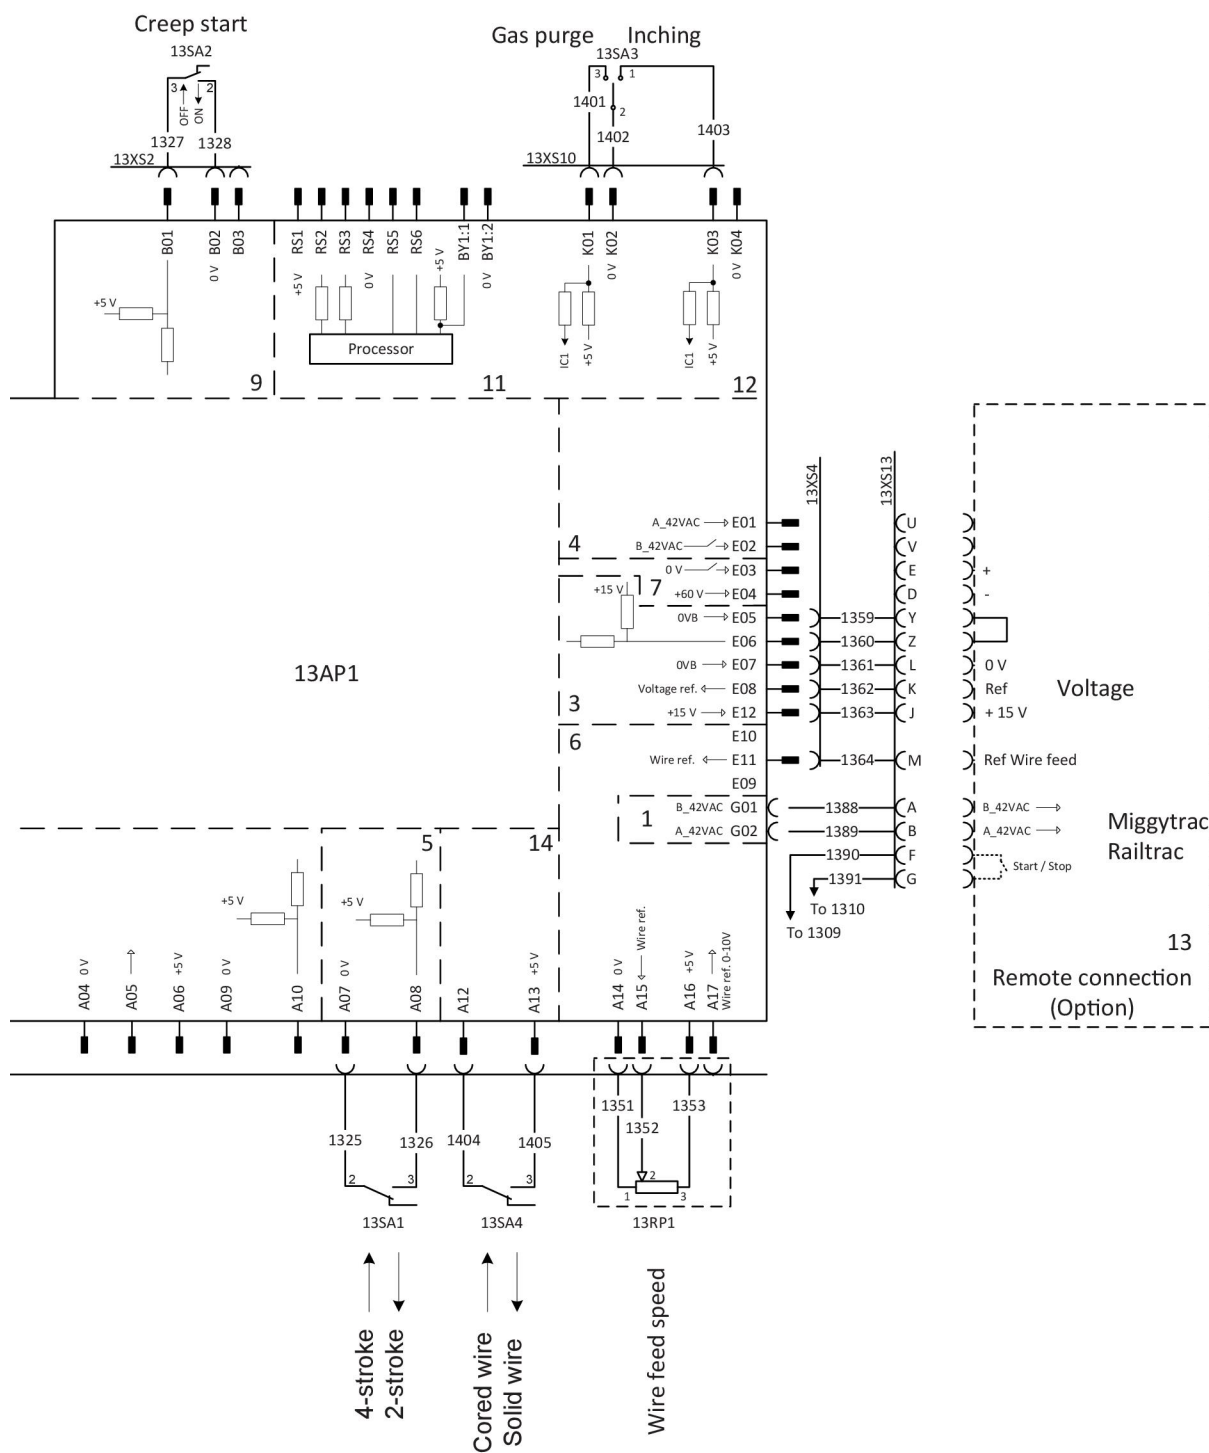 Creep start
Gas purge Inching
13SA2
13SA3
3 2
3 1
OFF
ON
2
1401
1402
1403
1327 1328
13XS2
13XS10
B01
B02
B03
RS1
RS2
RS3
RS4
RS5
RS6
BY1:1
BY1:2
K01
K02
K03
K04
0 V
+5 V
0 V
+5 V
0 V
0 V
0 V
+5 V
Processor
IC1
+5 V
IC1
+5 V
9
11
12
13XS4
13XS13
A_42VAC E01
U
B_42VAC E02
V
4
0 V E03
E +
7
+15 V
+60 V E04
D -
0VB E05
1359 Y
E06
1360 Z
0VB E07
1361 L 0 V
13AP1
Voltage ref. E08
1362 K Ref
Voltage
3
+15 V E12
1363 J + 15 V
6
E10
Wire ref. E11
1364 M Ref Wire feed
E09
1
B_42VAC G01
1388 A B_42VAC
Miggytrac
A_42VAC G02
1389 B A_42VAC
Railtrac
5
14
1390 F
Start / Stop
1391 G
To 1310
To 1309
+5 V
+5 V
13
Remote connection
(Option)
A04 0 V
A05
A06 +5 V
A09 0 V
A10
A07 0 V
A08
A12
A13 +5 V
A14 0 V
A15 Wire ref.
A16 +5 V
A17
Wire ref. 0-10V
1351
1352
1353
1325
1326
1404
1405
2 3
2 3
2
1 3
13SA1
13SA4
13RP1
4-stroke
2-stroke
Cored wire
Solid wire
Wire feed speed